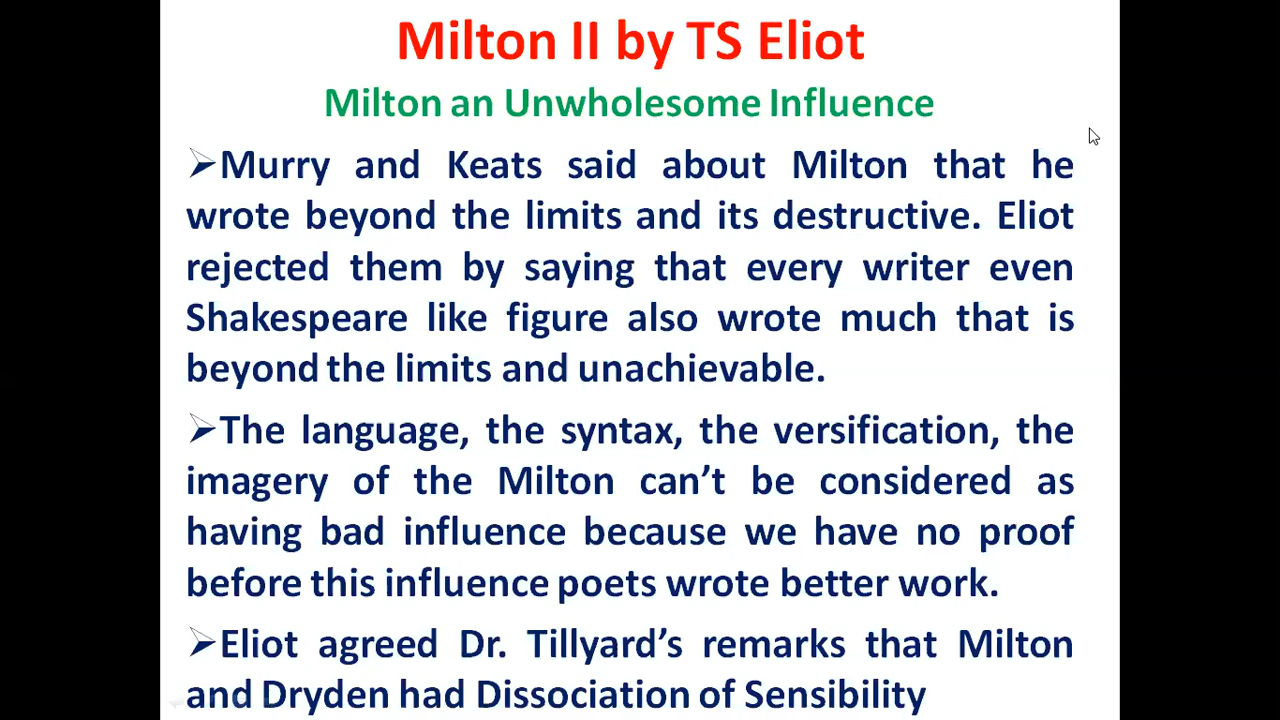 Milton II by TS Eliot
Milton an Unwholesome Influence
➢Murry and Keats said about Milton that he
wrote beyond the limits and its destructive. Eliot
rejected them by saying that every writer even
Shakespeare like figure also wrote much that is
beyond the limits and unachievable.
➢The language, the syntax, the versification, the
imagery of the Milton can’t be considered as
having bad influence because we have no proof
before this influence poets wrote better work.
➢Eliot agreed Dr. Tillyard’s remarks that Milton
and Dryden had Dissociation of Sensibility